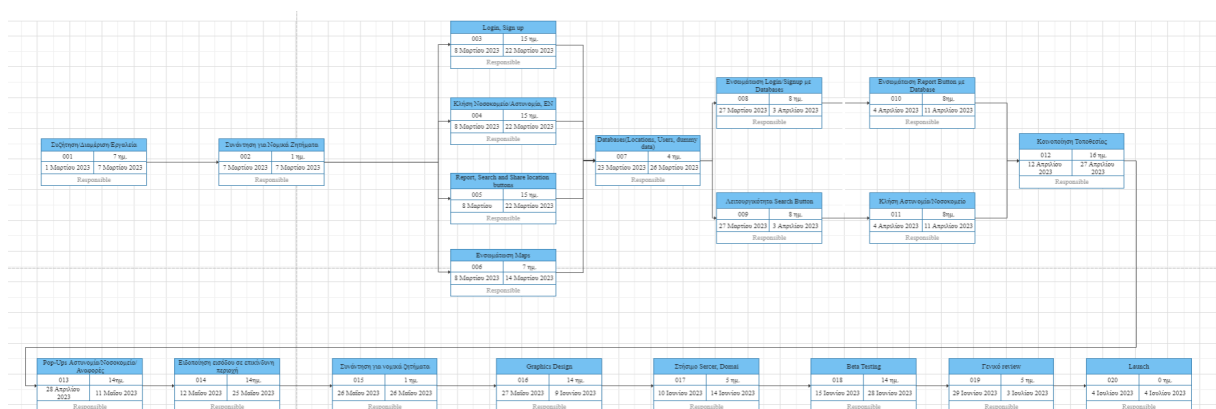 Login, Sign up
003 15 ημ.
8 Μαρτίου 2023 22 Μαρτίου 2023
Responsible
Κλήση Νοσοκομείο/Αστυνομία, EN
004 15 ημ.
8 Μαρτίου 2023 22 Μαρτίου 2023
Responsible
Συζήτηση/Διαμέριση/Εργαλεία
001 7 ημ.
1 Μαρτίου 2023 7 Μαρτίου 2023
Responsible
Συνάντηση για Νομικά Ζητήματα
002 1 ημ.
7 Μαρτίου 2023 7 Μαρτίου 2023
Responsible
Report, Search and Share location
buttons
005 15 ημ.
8 Μαρτίου 22 Μαρτίου 2023
Responsible
Ενσωμάτωση Maps
006 7 ημ.
8 Μαρτίου 2023 14 Μαρτίου 2023
Responsible
Databases(Locations, Users, dummy
data)
007 4 ημ.
23 Μαρτίου 2023 26 Μαρτίου 2023
Responsible
Ενσωμάτωση Login/Signup με
Databases
008 8 ημ.
27 Μαρτίου 2023 3 Απριλίου 2023
Responsible
Λειτουργικότητα Search Button
009 8 ημ.
27 Μαρτίου 2023 3 Απριλίου 2023
Responsible
Ενσωμάτωση Report Button με
Database
010 8ημ.
4 Απριλίου 2023 11 Απριλίου 2023
Responsible
Κλήση Αστυνομία/Νοσοκομείο
011 8ημ.
4 Απριλίου 2023 11 Απριλίου 2023
Responsible
Κοινοποίηση Τοποθεσίας
012 16 ημ.
12 Απριλίου 2023 27 Απριλίου 2023
Responsible
Pop-Ups Αστυνομία/Νοσοκομείο/
Αναφορές
013 14ημ.
28 Απριλίου 2023 11 Μαΐου 2023
Responsible
Ειδοποίηση εισόδου σε επικίνδυνη
περιοχή
014 14ημ.
12 Μαΐου 2023 25 Μαΐου 2023
Responsible
Συνάντηση για νομικά ζητήματα
015 1 ημ.
26 Μαΐου 2023 26 Μαΐου 2023
Responsible
Graphics Design
016 14 ημ.
27 Μαΐου 2023 9 Ιουνίου 2023
Responsible
Στήσιμο Server, Domai
017 5 ημ.
10 Ιουνίου 2023 14 Ιουνίου 2023
Responsible
Beta Testing
018 14 ημ.
15 Ιουνίου 2023 28 Ιουνίου 2023
Responsible
Γενικό review
019 5 ημ.
29 Ιουνίου 2023 3 Ιουλίου 2023
Responsible
Launch
020 0 ημ.
4 Ιουλίου 2023 4 Ιουλίου 2023
Responsible